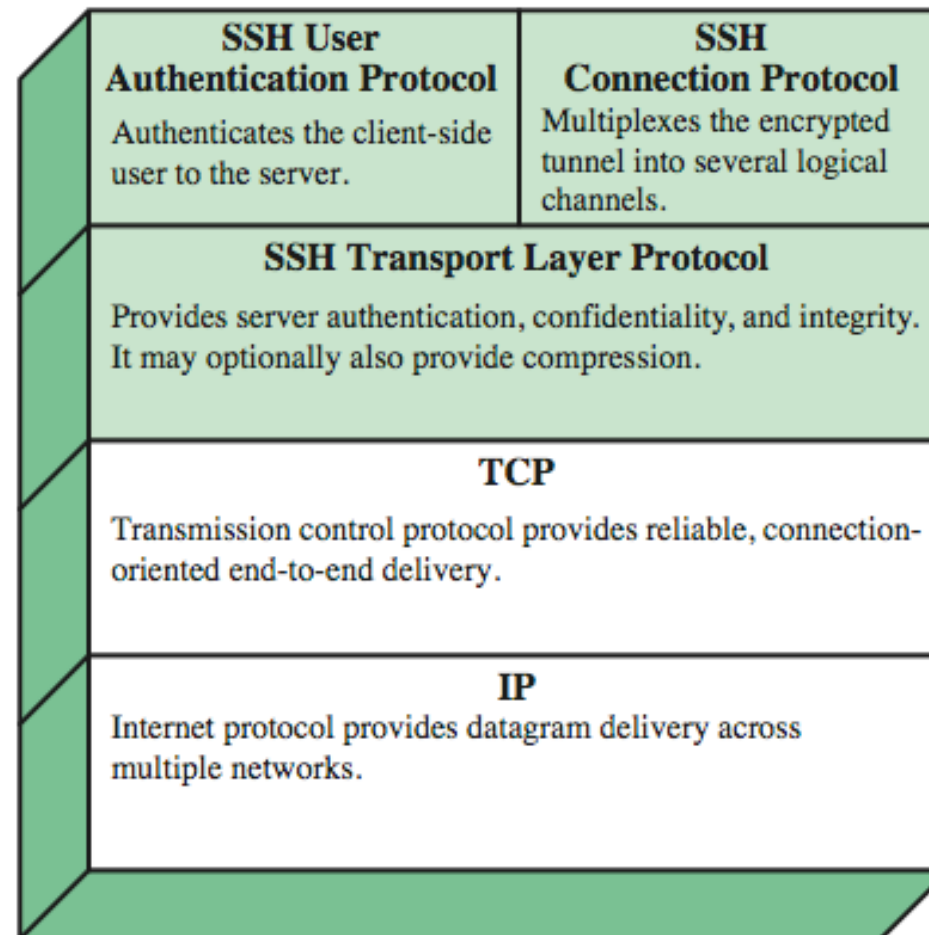 SSH User
Authentication Protocol
Authenticates the client-side
user to the server.
SSH
Connection Protocol
Multiplexes the encrypted
tunnel into several logical
channels.
SSH Transport Layer Protocol
Provides server authentication, confidentiality, and integrity.
It may optionally also provide compression.
TCP
Transmission control protocol provides reliable, connection-
oriented end-to-end delivery.
IP
Internet protocol provides datagram delivery across
multiple networks.